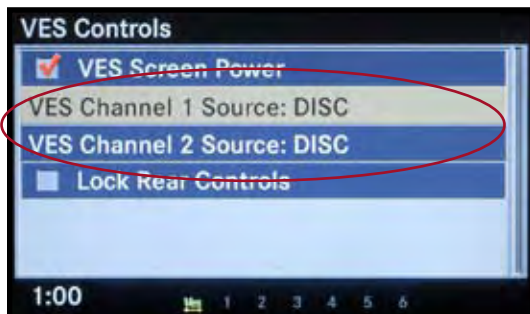 VES Controls
VES Screen Power
VES Channel 1 Source: DISC
VES Channel 2 Source: DISC
Lock Rear Controls
1:00 1 2 3 4 5 6